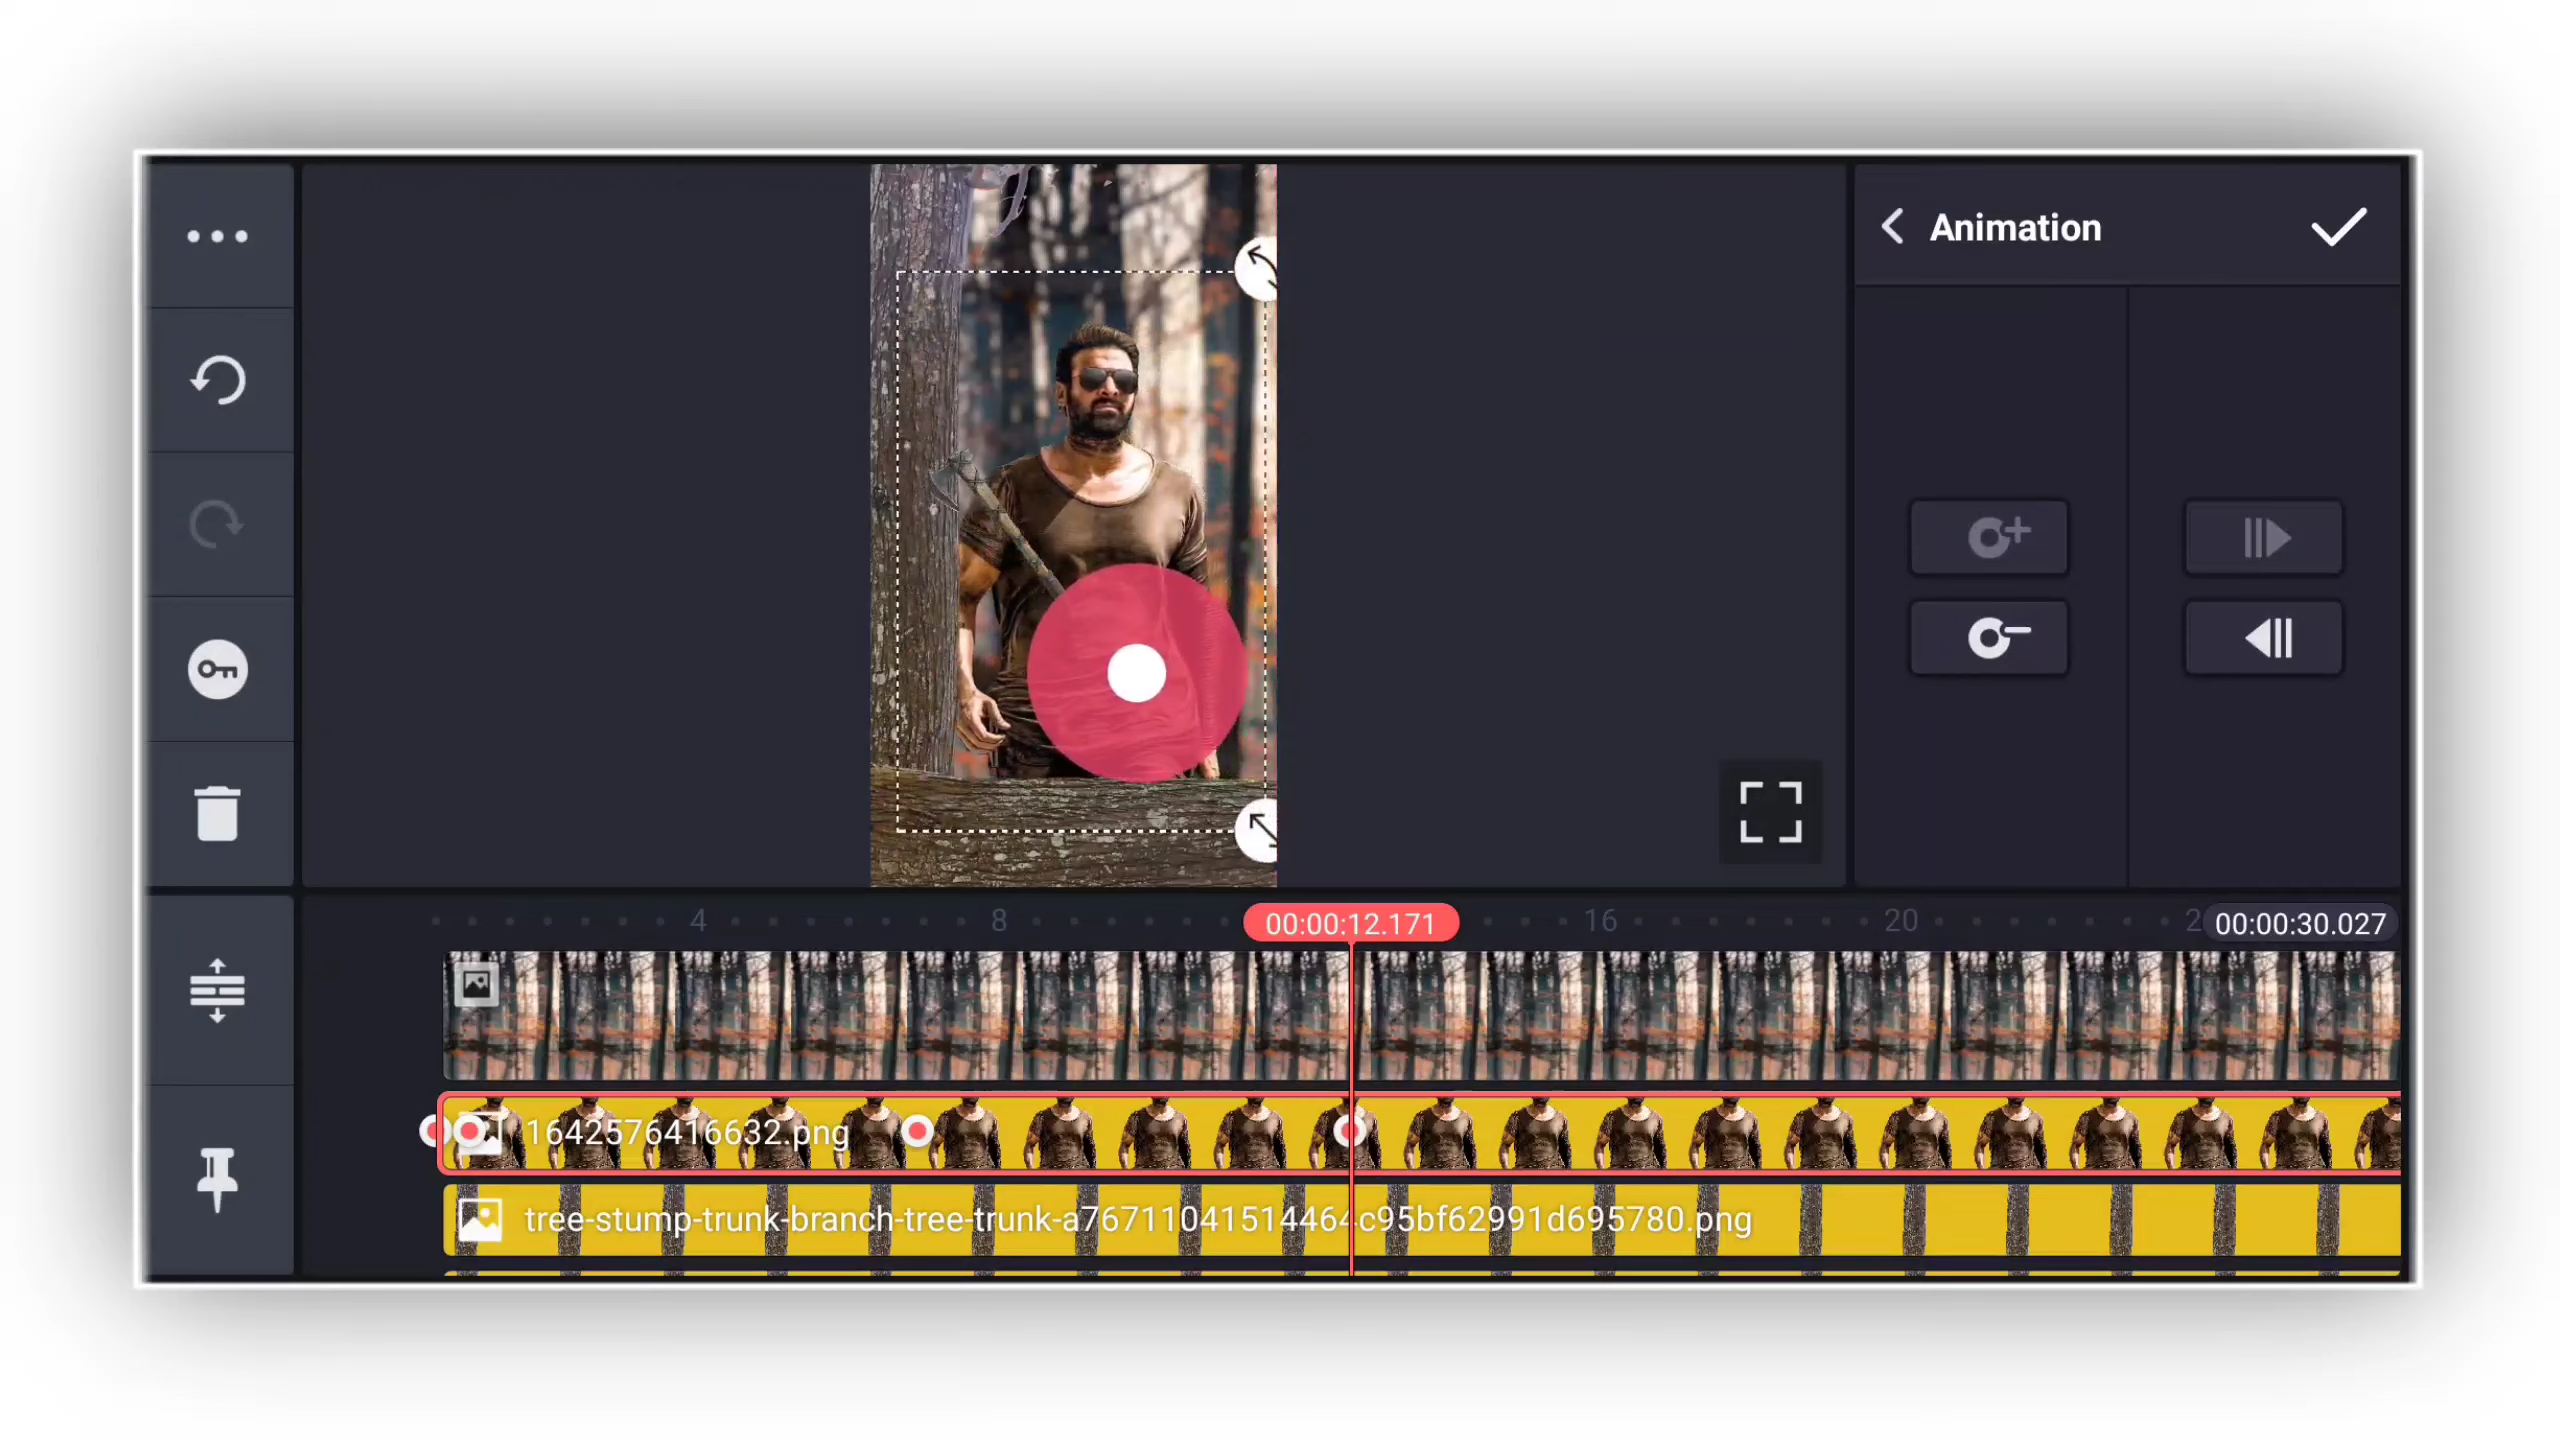 Animation
4
8
00:00:12.171
16
20
2
00:00:30.027
1642576416632.png
tree-stump-trunk-branch-tree-trunk-a76711041514464c95bf62991d695780.png